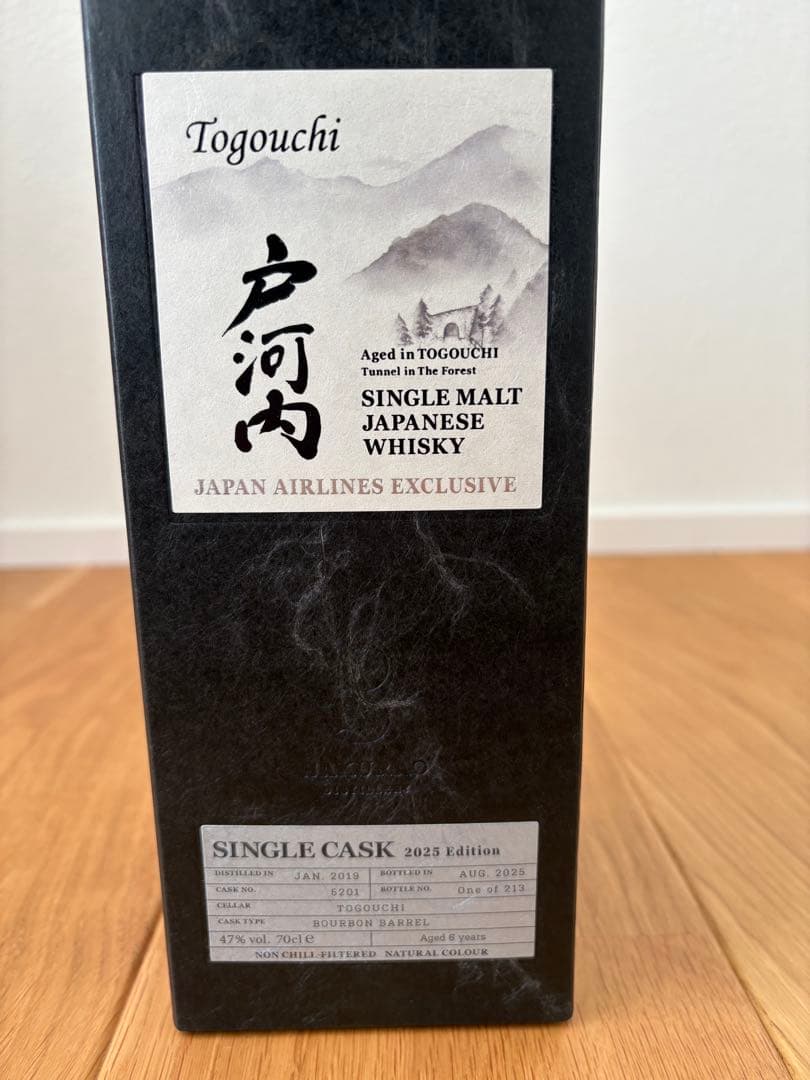 Togouchi
戸河内
Aged in TOGOUCHI
Tunnel in The Forest
SINGLE MALT
JAPANESE
WHISKY
JAPAN AIRLINES EXCLUSIVE
SAKURAO
DISTILLERY
SINGLE CASK 2025 Edition
DISTILLED IN JAN. 2019 BOTTLED IN AUG. 2025
CASK NO. 5201 BOTTLE NO. One of 213
CELLAR TOGOUCHI
CASK TYPE BOURBON BARREL
47% vol. 70cl e Aged 6 years
NON CHILL-FILTERED NATURAL COLOUR